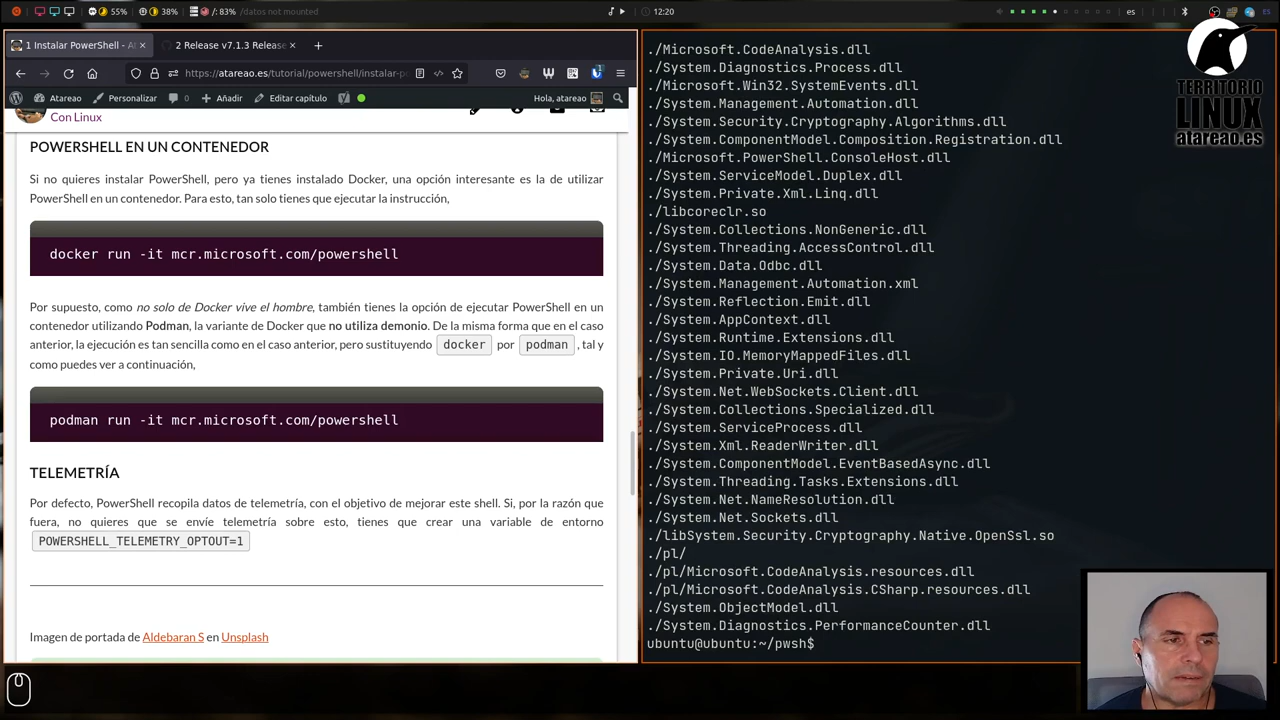 55%
38%
/: 83%
/datos not mounted
12:20
es
ES
1 Instalar PowerShell - At
2 Release v7.1.3 Release
https://atareao.es/tutorial/powershell/instalar-p
Atareao
Personalizar
0
Añadir
Editar capítulo
Hola, atareao
Con Linux
POWERSHELL EN UN CONTENEDOR
Si no quieres instalar PowerShell, pero ya tienes instalado Docker, una opción interesante es la de utilizar
PowerShell en un contenedor. Para esto, tan solo tienes que ejecutar la instrucción,
docker run -it mcr.microsoft.com/powershell
Por supuesto, como no solo de Docker vive el hombre, también tienes la opción de ejecutar PowerShell en un
contenedor utilizando Podman, la variante de Docker que no utiliza demonio. De la misma forma que en el caso
anterior, la ejecución es tan sencilla como en el caso anterior, pero sustituyendo docker por podman , tal y
como puedes ver a continuación,
podman run -it mcr.microsoft.com/powershell
TELEMETRÍA
Por defecto, PowerShell recopila datos de telemetría, con el objetivo de mejorar este shell. Si, por la razón que
fuera, no quieres que se envíe telemetría sobre esto, tienes que crear una variable de entorno
POWERSHELL_TELEMETRY_OPTOUT=1
Imagen de portada de Aldebaran S en Unsplash
./Microsoft.CodeAnalysis.dll
./System.Diagnostics.Process.dll
./Microsoft.Win32.SystemEvents.dll
./System.Management.Automation.dll
./System.Security.Cryptography.Algorithms.dll
./System.ComponentModel.Composition.Registration.dll
./Microsoft.PowerShell.ConsoleHost.dll
./System.ServiceModel.Duplex.dll
./System.Private.Xml.Linq.dll
./libcoreclr.so
./System.Collections.NonGeneric.dll
./System.Threading.AccessControl.dll
./System.Data.Odbc.dll
./System.Management.Automation.xml
./System.Reflection.Emit.dll
./System.AppContext.dll
./System.Runtime.Extensions.dll
./System.IO.MemoryMappedFiles.dll
./System.Private.Uri.dll
./System.Net.WebSockets.Client.dll
./System.Collections.Specialized.dll
./System.ServiceProcess.dll
./System.Xml.ReaderWriter.dll
./System.ComponentModel.EventBasedAsync.dll
./System.Threading.Tasks.Extensions.dll
./System.Net.NameResolution.dll
./System.Net.Sockets.dll
./libSystem.Security.Cryptography.Native.OpenSsl.so
./pl/
./pl/Microsoft.CodeAnalysis.resources.dll
./pl/Microsoft.CodeAnalysis.CSharp.resources.dll
./System.ObjectModel.dll
./System.Diagnostics.PerformanceCounter.dll
ubuntu@ubuntu:~/pwsh$
TERRITORIO
LINUX
atareao.es